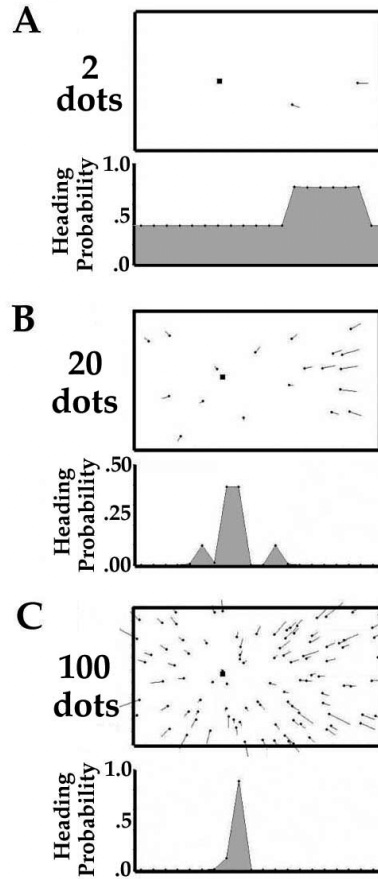 A
2
dots
Heading
Probability
1.0
.5
.0
B
20
dots
Heading
Probability
.50
.25
.00
C
100
dots
Heading
Probability
1.0
.5
.0